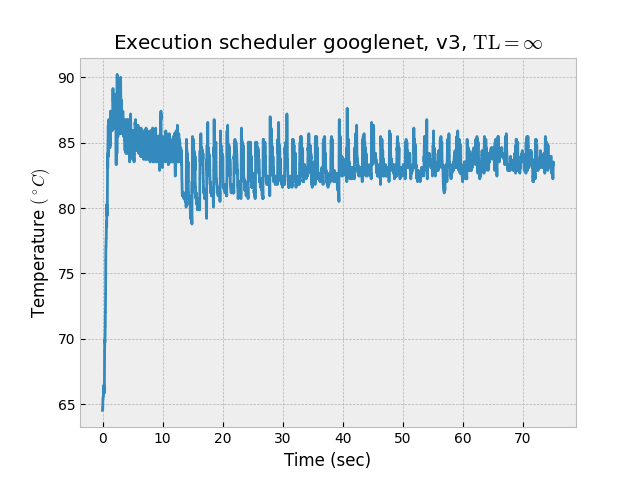 Execution scheduler googlenet, v3, TL = ∞
90
85
80
75
70
65
Temperature (°C)
0 10 20 30 40 50 60 70
Time (sec)